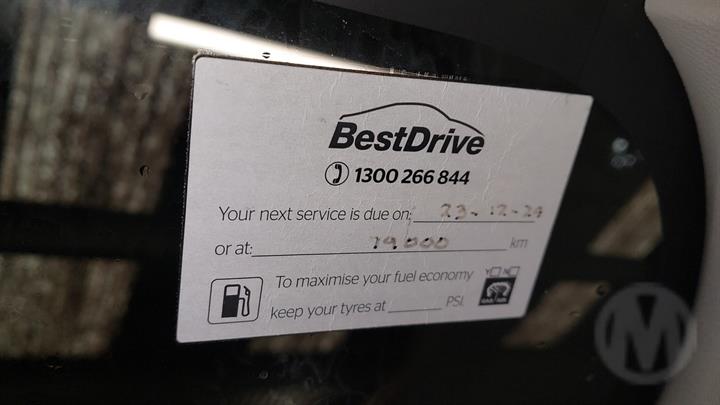 BestDrive
1300 266 844
Your next service is due on: 23-12-24
or at: 79,000 km
To maximise your fuel economy
keep your tyres at PSI.
Y N
M